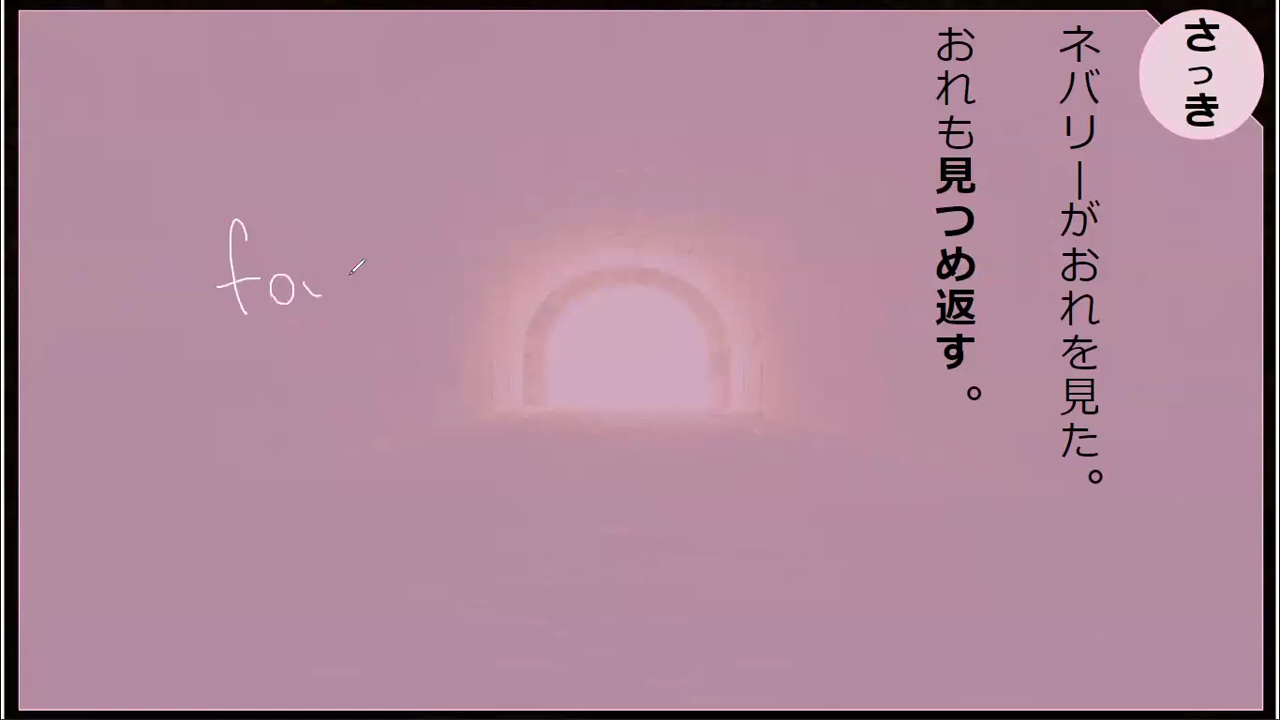 さっき
ネバリーがおれを見た。
おれも見つめ返す。